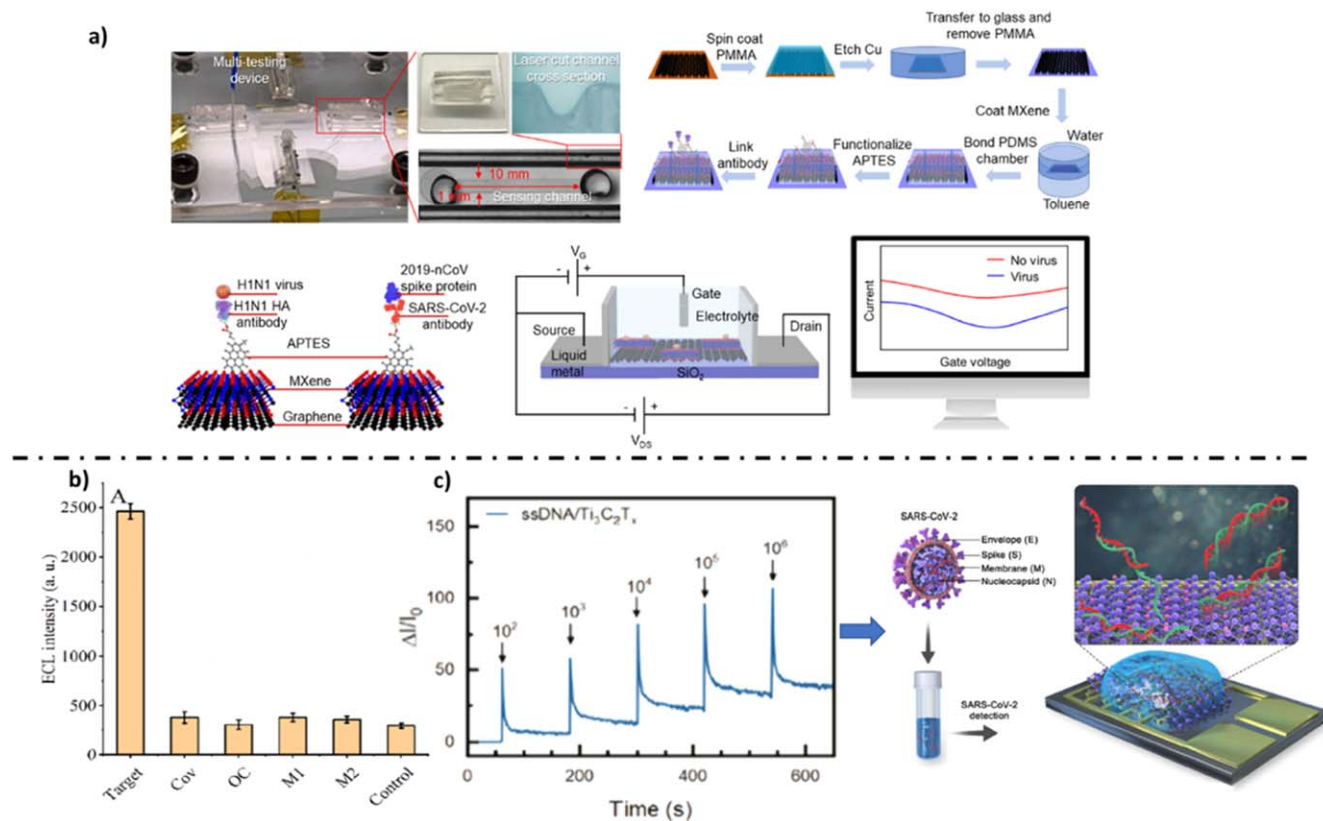 a)
Multi-testing
device
Laser cut channel
cross section
10 mm
1 mm
Sensing channel
Spin coat
PMMA
Etch Cu
Transfer to glass and
remove PMMA
Coat MXene
Water
Toluene
Bond PDMS
chamber
Functionalize
APTES
Link
antibody
H1N1 virus
H1N1 HA
antibody
2019-nCoV
spike protein
SARS-CoV-2
antibody
APTES
MXene
Graphene
V_G
- +
Gate
Electrolyte
Source
Drain
Liquid
metal
SiO₂
- +
V_DS
No virus
Virus
Current
Gate voltage
b)
A
ECL intensity (a. u.)
2500
2000
1500
1000
500
0
Target
Cov
OC
M1
M2
Control
c)
ssDNA/Ti₃C₂Tₓ
ΔI/I₀
150
100
50
0
10²
10³
10⁴
10⁵
10⁶
0
200
400
600
Time (s)
SARS-CoV-2
Envelope (E)
Spike (S)
Membrane (M)
Nucleocapsid (N)
SARS-CoV-2
detection